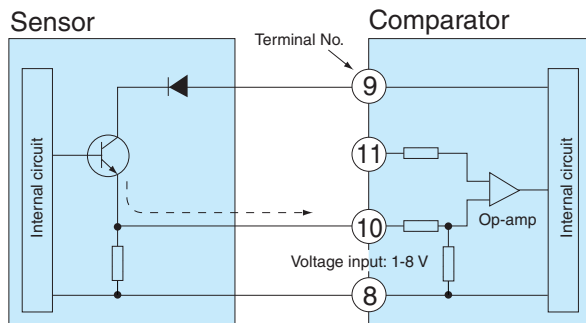 Sensor
Comparator
Terminal No.
9
11
10
8
Internal circuit
Internal circuit
Op-amp
Voltage input: 1-8 V